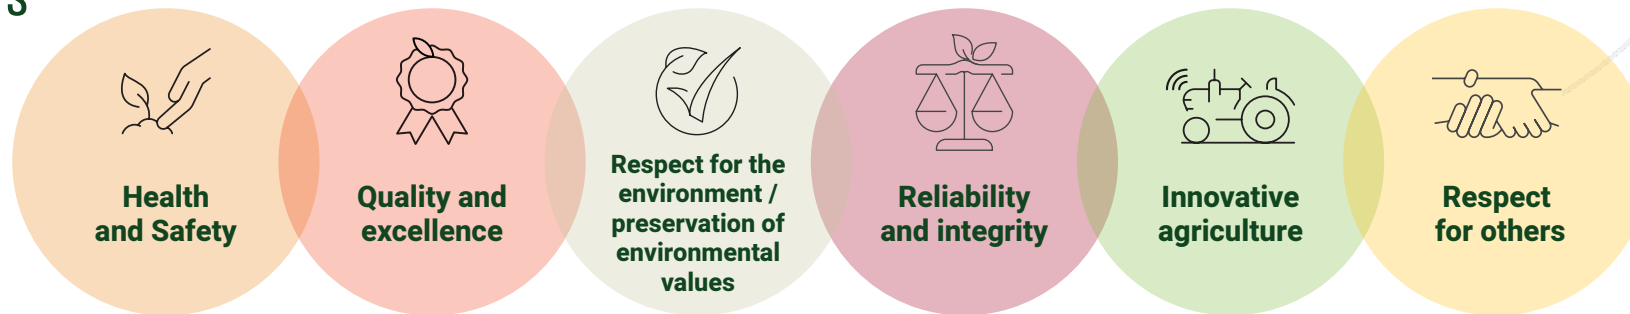 s
Health
and Safety
Quality and
excellence
Respect for the
environment /
preservation of
environmental
values
Reliability
and integrity
Innovative
agriculture
Respect
for others